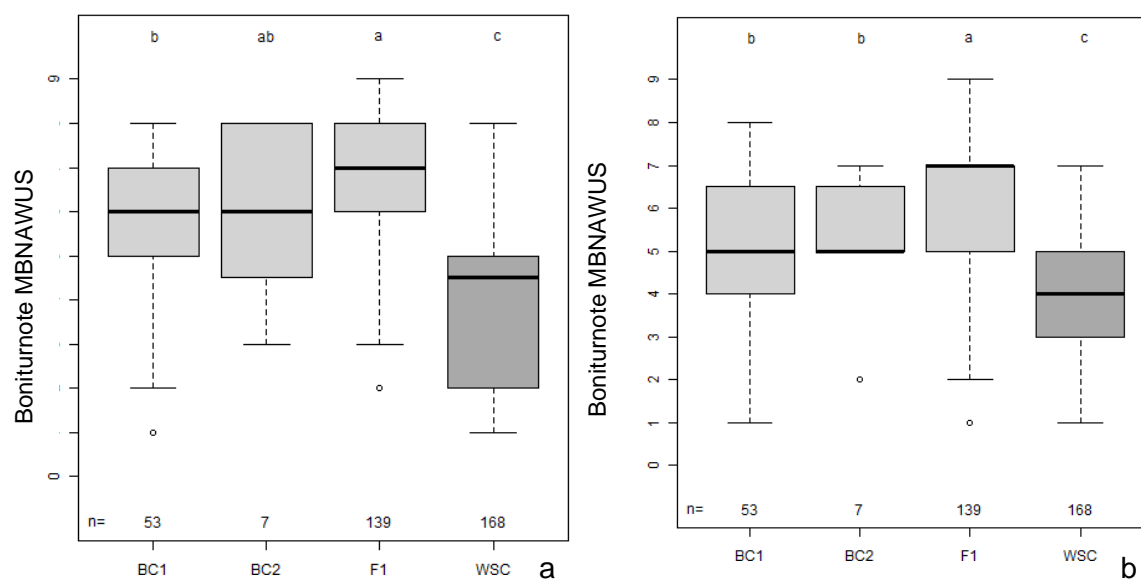 b ab a c
9
0
Boniturnote MBNAWUS
n= 53 7 139 168
BC1 BC2 F1 WSC
a
b b a c
9
8
7
6
5
4
3
2
1
0
Boniturnote MBNAWUS
n= 53 7 139 168
BC1 BC2 F1 WSC
b